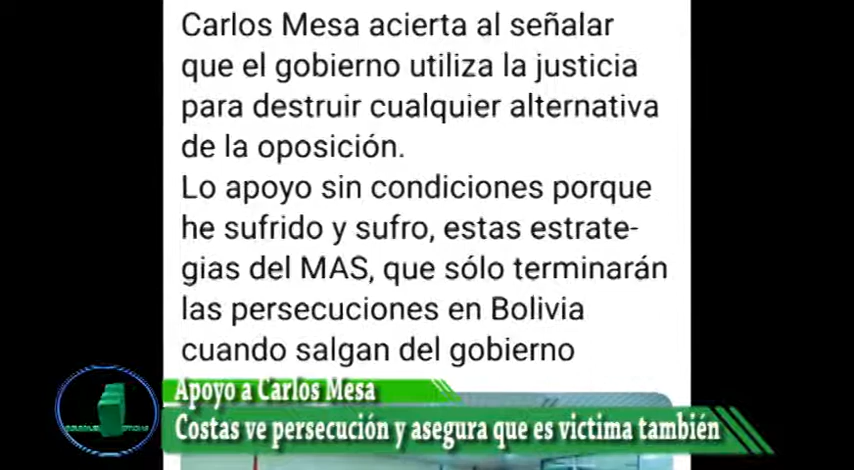 Carlos Mesa acierta al señalar
que el gobierno utiliza la justicia
para destruir cualquier alternativa
de la oposición.
Lo apoyo sin condiciones porque
he sufrido y sufro, estas estrate-
gias del MAS, que sólo terminarán
las persecuciones en Bolivia
cuando salgan del gobierno
Apoyo a Carlos Mesa
Costas ve persecución y asegura que es victima también